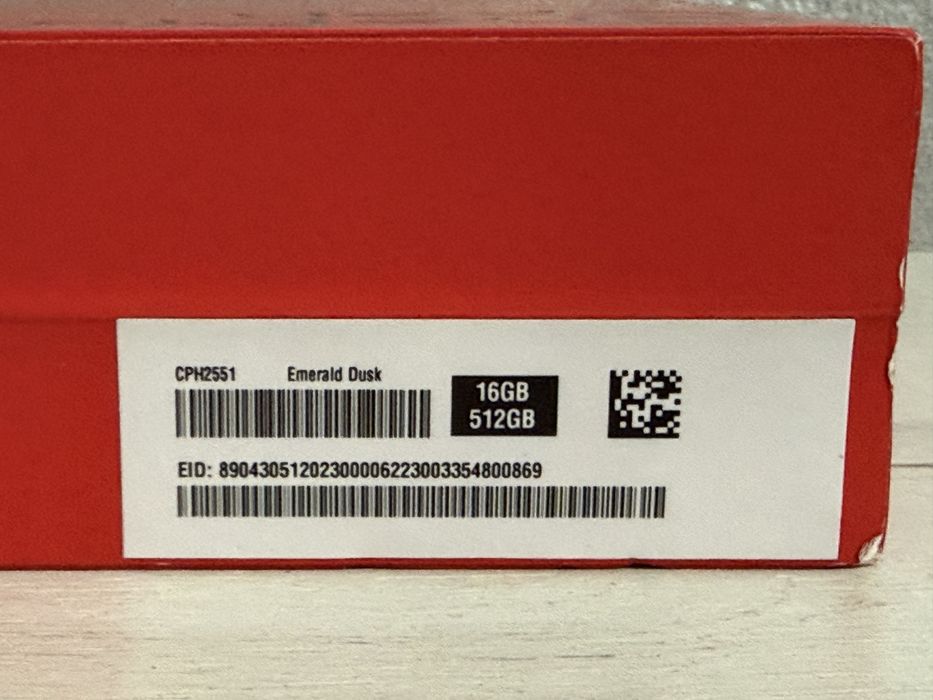 CPH2551 Emerald Dusk
16GB
512GB
EID: 89043051202300006223003354800869